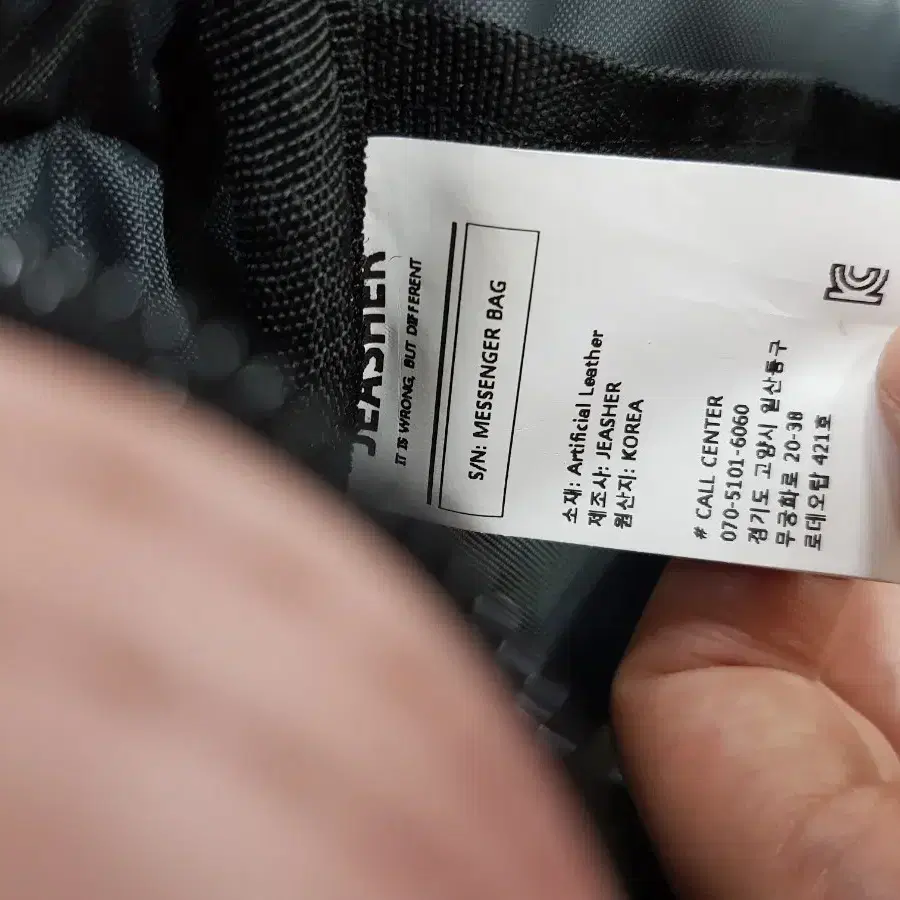 JEASHER
IT IS WRONG, BUT DIFFERENT
S/N: MESSENGER BAG
소재: Artificial Leather
제조사: JEASHER
원산지: KOREA
# CALL CENTER
070-5101-6060
경기도 고양시 일산동구
무궁화로 20-38
로데오탑 421호